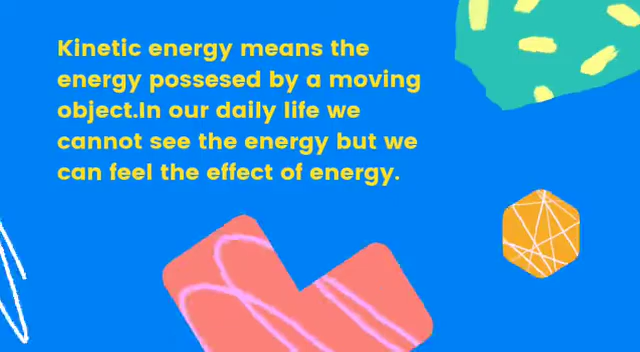 Kinetic energy means the
energy possesed by a moving
object.In our daily life we
cannot see the energy but we
can feel the effect of energy.